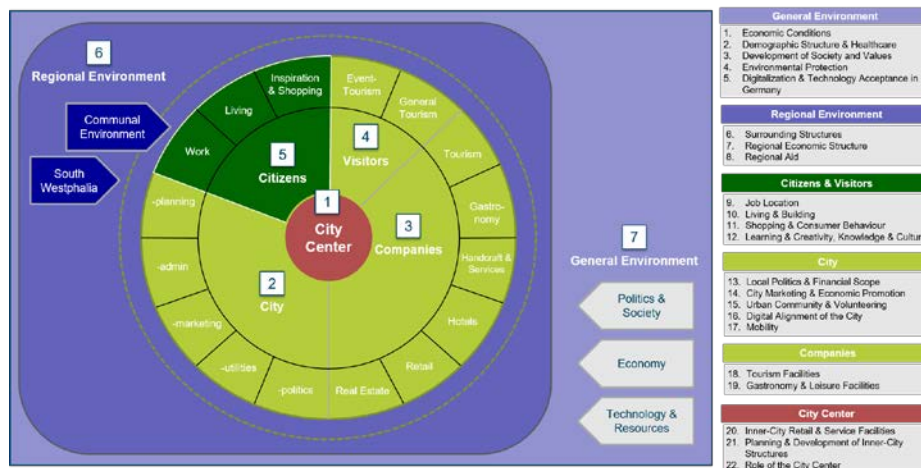 6
Regional Environment
Communal
Environment
South
Westphalia
Inspiration
& Shopping
Living
Work
5
Citizens
Event-
Tourism
General
Tourism
4
Visitors
Tourism
Gastro-
nomy
Handcraft &
Services
Hotels
Retail
Real Estate
3
Companies
1
City
Center
2
City
-planning
-admin
-marketing
-utilities
-politics
7
General Environment
Politics &
Society
Economy
Technology &
Resources
General Environment
1. Economic Conditions
2. Demographic Structure & Healthcare
3. Development of Society and Values
4. Environmental Protection
5. Digitalization & Technology Acceptance in
Germany
Regional Environment
6. Surrounding Structures
7. Regional Economic Structure
8. Regional Aid
Citizens & Visitors
9. Job Location
10. Living & Building
11. Shopping & Consumer Behaviour
12. Learning & Creativity, Knowledge & Cultur
City
13. Local Politics & Financial Scope
14. City Marketing & Economic Promotion
15. Urban Community & Volunteering
16. Digital Alignment of the City
17. Mobility
Companies
18. Tourism Facilities
19. Gastronomy & Leisure Facilities
City Center
20. Inner-City Retail & Service Facilities
21. Planning & Development of Inner-City
Structures
22. Role of the City Center